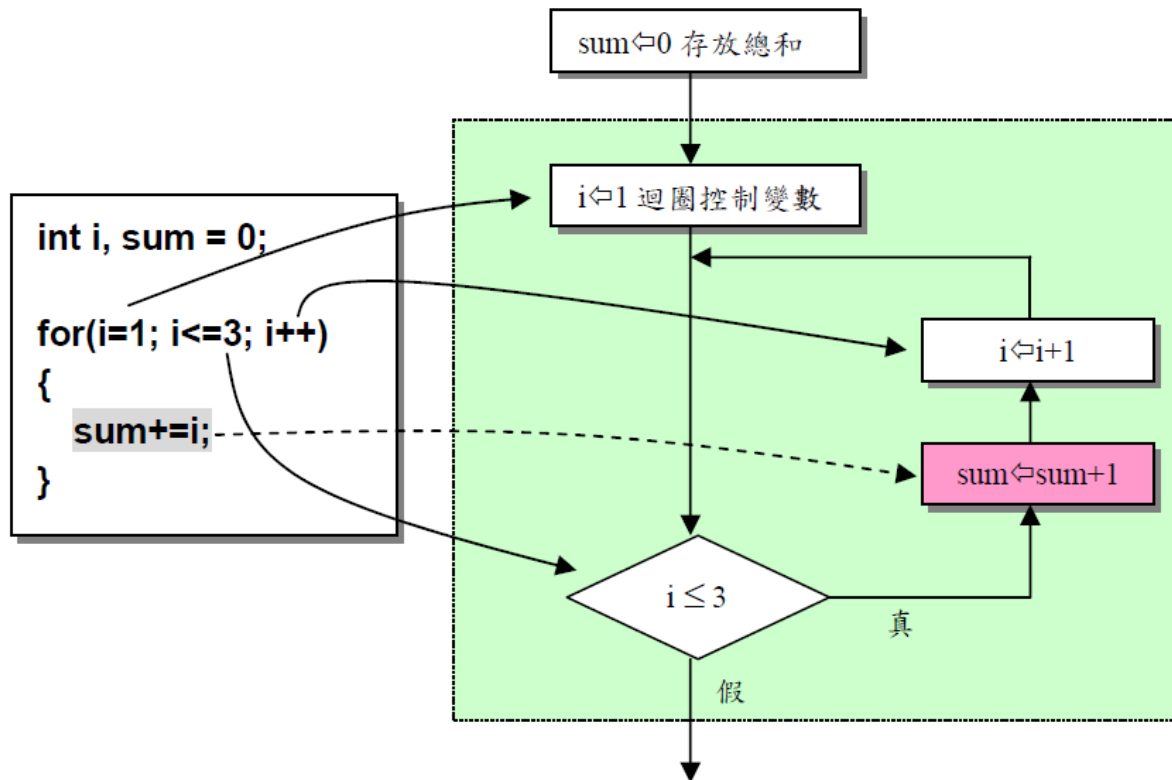 sum⇦0 存放總和
i⇦1 迴圈控制變數
int i, sum = 0;
for(i=1; i<=3; i++)
{
sum+=i;
}
i⇦i+1
sum⇦sum+1
i ≤ 3
真
假